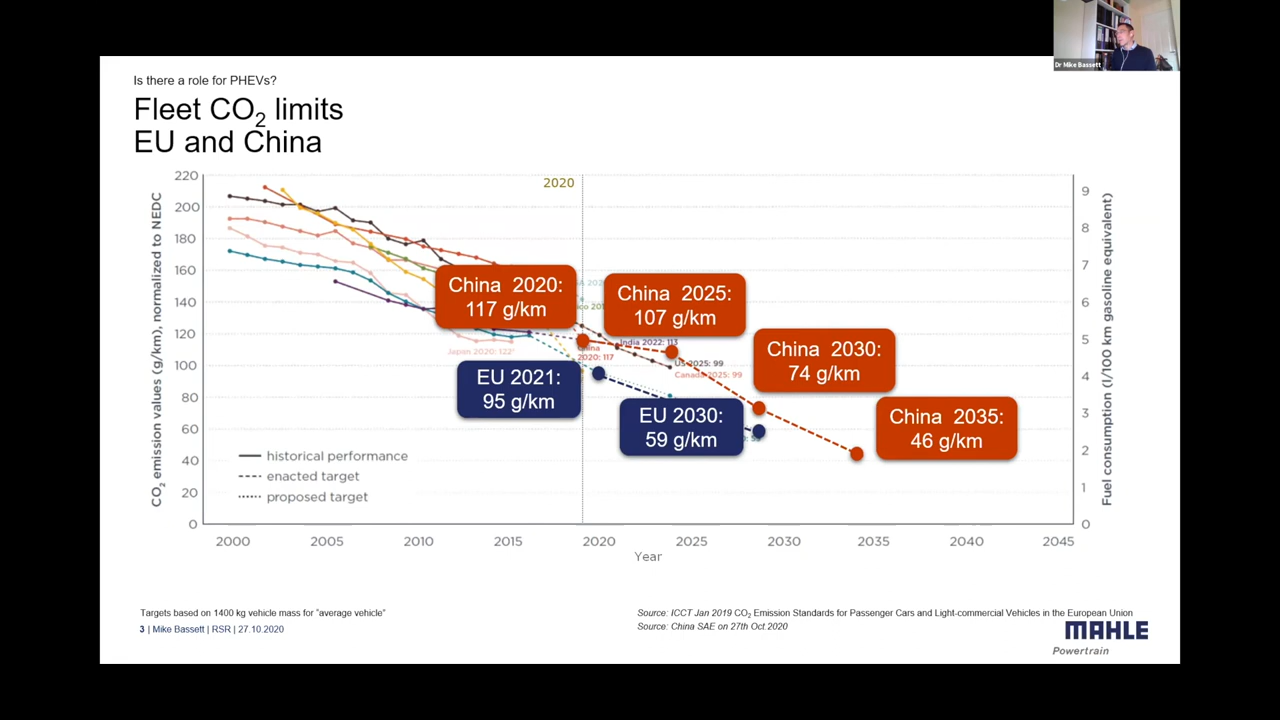 Dr Mike Bassett
Is there a role for PHEVs?
Fleet CO2 limits
EU and China
220
200
180
160
140
120
100
80
60
40
20
0
CO2 emission values (g/km), normalized to NEDC
2020
China 2020:
117 g/km
China 2025:
107 g/km
China 2030:
74 g/km
China 2035:
46 g/km
EU 2021:
95 g/km
EU 2030:
59 g/km
Japan 2020: 122
China
2020: 117
India 2022: 113
US 2025: 99
Canada 2025: 99
historical performance
enacted target
proposed target
9
8
7
6
5
4
3
2
1
0
Fuel consumption (l/100 km gasoline equivalent)
2000 2005 2010 2015 2020 2025 2030 2035 2040 2045
Year
Targets based on 1400 kg vehicle mass for "average vehicle"
3 | Mike Bassett | RSR | 27.10.2020
Source: ICCT Jan 2019 CO2 Emission Standards for Passenger Cars and Light-commercial Vehicles in the European Union
Source: China SAE on 27th Oct 2020
MAHLE
Powertrain